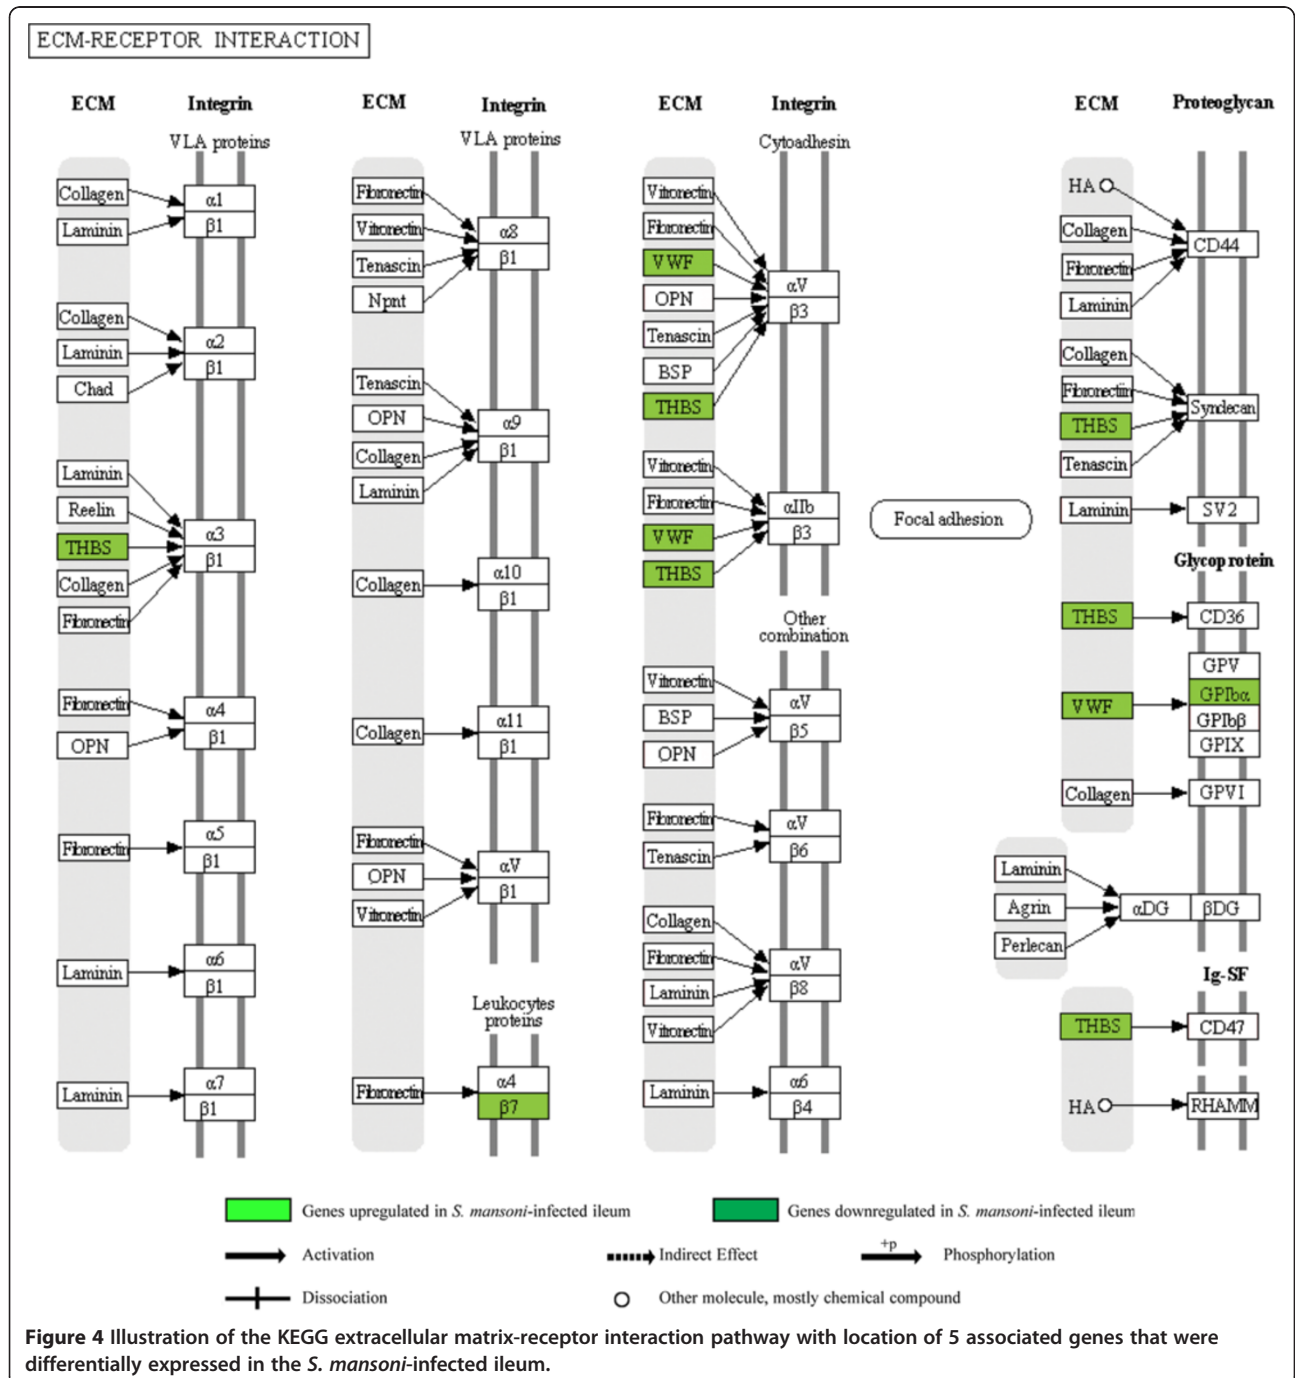 ECM-RECEPTOR INTERACTION
ECM
Integrin
VLA proteins
Collagen
Laminin
α1
β1
Collagen
Laminin
Chad
α2
β1
Laminin
Reelin
THBS
Collagen
Fibronectin
α3
β1
Fibronectin
OPN
α4
β1
Fibronectin
α5
β1
Laminin
α6
β1
Laminin
α7
β1
ECM
Integrin
VLA proteins
Fibronectin
Vitronectin
Tenascin
Npnt
α8
β1
Tenascin
OPN
Collagen
Laminin
α9
β1
Collagen
α10
β1
Collagen
α11
β1
Fibronectin
OPN
Vitronectin
αV
β1
Leukocytes
proteins
Fibronectin
α4
β7
ECM
Integrin
Cytoadhesin
Vitronectin
Fibronectin
VWF
OPN
Tenascin
BSP
THBS
αV
β3
Vitronectin
Fibronectin
VWF
THBS
αIIb
β3
Other
combination
Vitronectin
BSP
OPN
αV
β5
Fibronectin
Tenascin
αV
β6
Collagen
Fibronectin
Laminin
Vitronectin
αV
β8
Laminin
α6
β4
Focal adhesion
ECM
Proteoglycan
HA
Collagen
Fibronectin
Laminin
CD44
Collagen
Fibronectin
THBS
Tenascin
Syndecan
Laminin
SV2
Glycoprotein
THBS
CD36
VWF
GPV
GPIbα
GPIbβ
GPIX
Collagen
GPVI
Laminin
Agrin
Perlecan
αDG
βDG
Ig-SF
THBS
CD47
HA
RHAMM
Genes upregulated in S. mansoni-infected ileum
Genes downregulated in S. mansoni-infected ileum
Activation
Indirect Effect
+p
Phosphorylation
Dissociation
Other molecule, mostly chemical compound
Figure 4 Illustration of the KEGG extracellular matrix-receptor interaction pathway with location of 5 associated genes that were
differentially expressed in the S. mansoni-infected ileum.